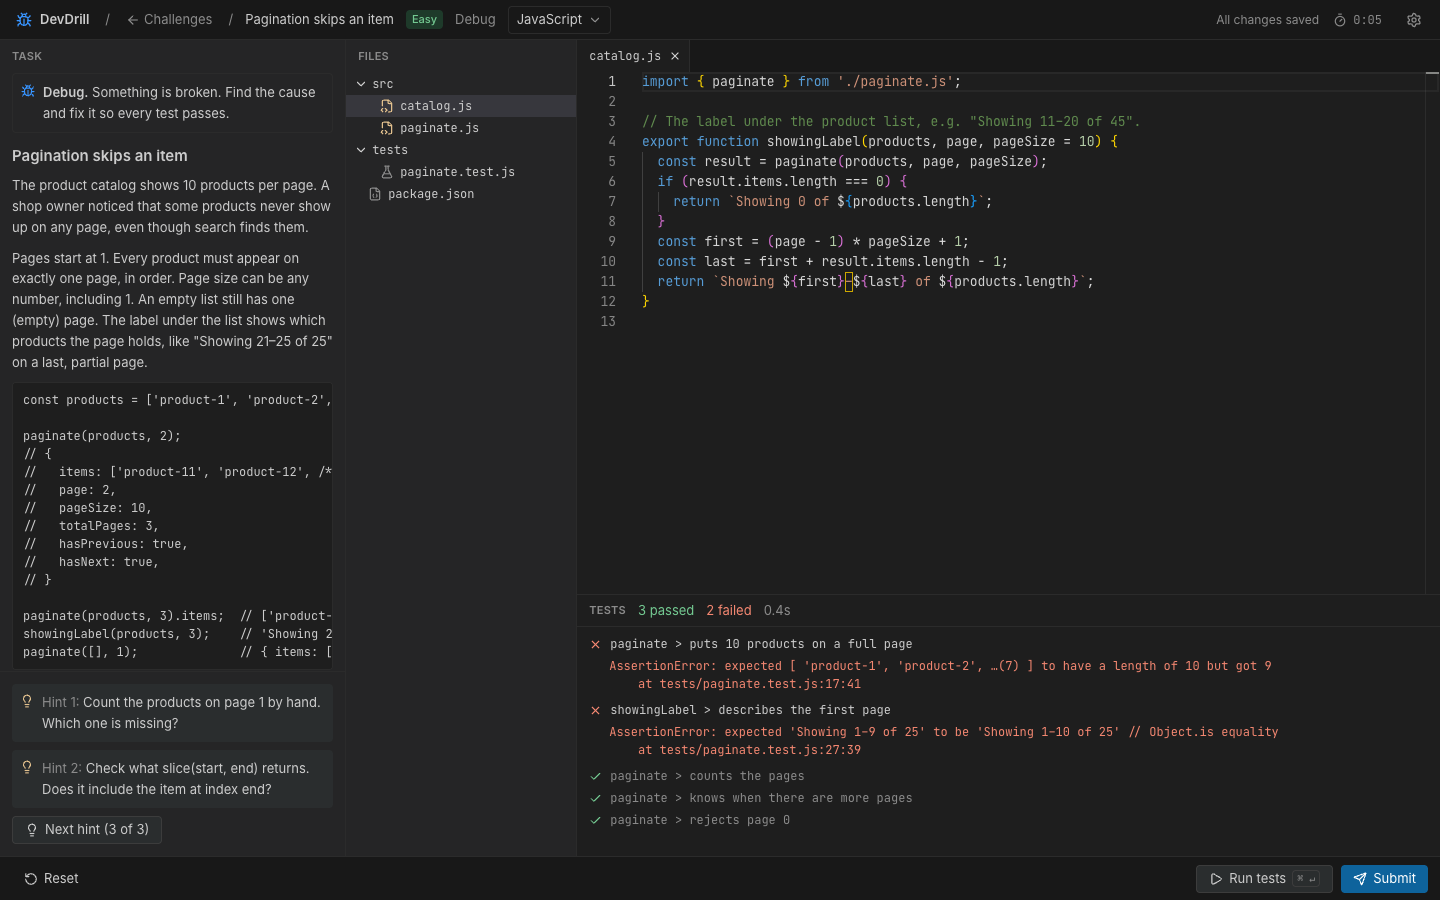 DevDrill / ← Challenges / Pagination skips an item Easy Debug JavaScript
All changes saved 0:05
TASK
Debug. Something is broken. Find the cause
and fix it so every test passes.
Pagination skips an item
The product catalog shows 10 products per page. A
shop owner noticed that some products never show
up on any page, even though search finds them.
Pages start at 1. Every product must appear on
exactly one page, in order. Page size can be any
number, including 1. An empty list still has one
(empty) page. The label under the list shows which
products the page holds, like "Showing 21–25 of 25"
on a last, partial page.
const products = ['product-1', 'product-2',
paginate(products, 2);
// {
//   items: ['product-11', 'product-12', /*
//   page: 2,
//   pageSize: 10,
//   totalPages: 3,
//   hasPrevious: true,
//   hasNext: true,
// }
paginate(products, 3).items;  // ['product-
showingLabel(products, 3);    // 'Showing 2
paginate([], 1);              // { items: [
Hint 1: Count the products on page 1 by hand.
Which one is missing?
Hint 2: Check what slice(start, end) returns.
Does it include the item at index end?
Next hint (3 of 3)
FILES
src
catalog.js
paginate.js
tests
paginate.test.js
package.json
catalog.js
1 import { paginate } from './paginate.js';
2
3 // The label under the product list, e.g. "Showing 11–20 of 45".
4 export function showingLabel(products, page, pageSize = 10) {
5   const result = paginate(products, page, pageSize);
6   if (result.items.length === 0) {
7     return `Showing 0 of ${products.length}`;
8   }
9   const first = (page - 1) * pageSize + 1;
10   const last = first + result.items.length - 1;
11   return `Showing ${first}–${last} of ${products.length}`;
12 }
13
TESTS 3 passed 2 failed 0.4s
paginate > puts 10 products on a full page
AssertionError: expected [ 'product-1', 'product-2', …(7) ] to have a length of 10 but got 9
at tests/paginate.test.js:17:41
showingLabel > describes the first page
AssertionError: expected 'Showing 1–9 of 25' to be 'Showing 1–10 of 25' // Object.is equality
at tests/paginate.test.js:27:39
paginate > counts the pages
paginate > knows when there are more pages
paginate > rejects page 0
Reset
Run tests ⌘ ↵
Submit